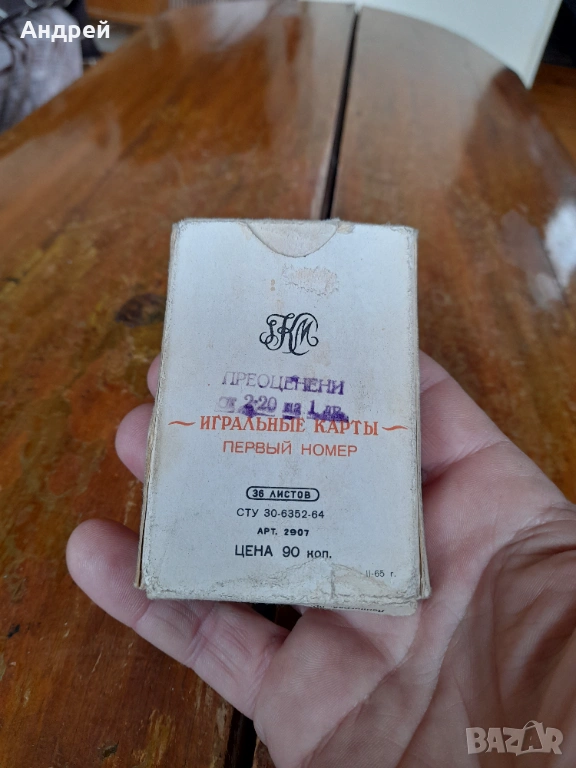 Андрей
ПРЕОЦЕНЕНИ
от 2.20 на 1 лв.
ИГРАЛЬНЫЕ КАРТЫ
ПЕРВЫЙ НОМЕР
36 ЛИСТОВ
СТУ 30-6352-64
АРТ. 2907
ЦЕНА 90 коп.
II-65 г.
BAZAR